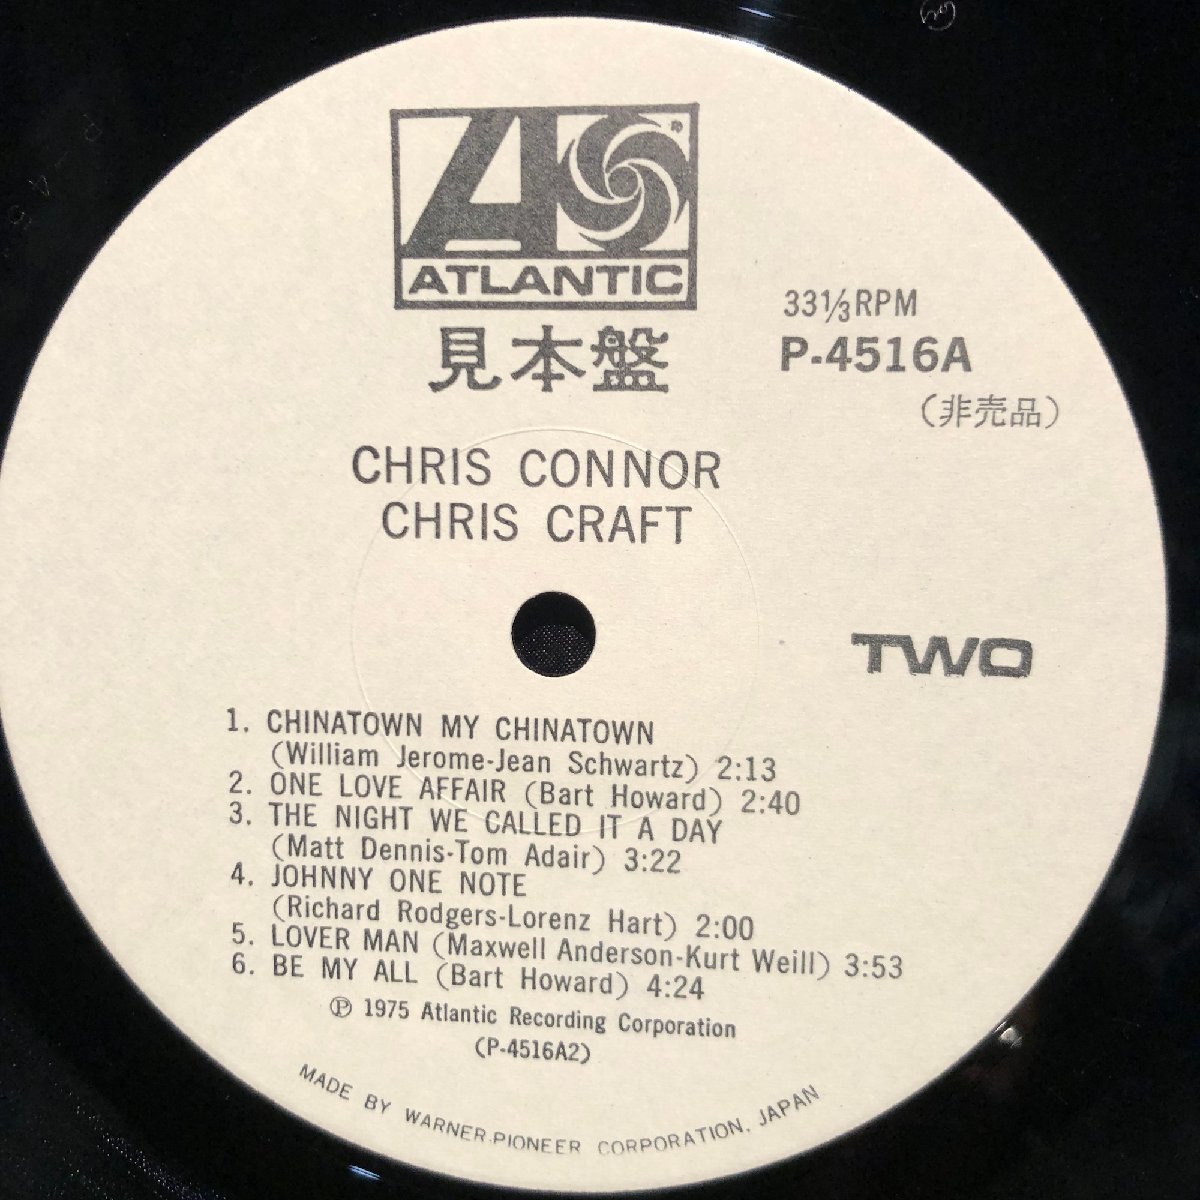 ATLANTIC
見本盤
33⅓RPM
P-4516A
(非売品)
CHRIS CONNOR
CHRIS CRAFT
TWO
1. CHINATOWN MY CHINATOWN
(William Jerome-Jean Schwartz) 2:13
2. ONE LOVE AFFAIR (Bart Howard) 2:40
3. THE NIGHT WE CALLED IT A DAY
(Matt Dennis-Tom Adair) 3:22
4. JOHNNY ONE NOTE
(Richard Rodgers-Lorenz Hart) 2:00
5. LOVER MAN (Maxwell Anderson-Kurt Weill) 3:53
6. BE MY ALL (Bart Howard) 4:24
℗ 1975 Atlantic Recording Corporation
(P-4516A2)
MADE BY WARNER-PIONEER CORPORATION, JAPAN